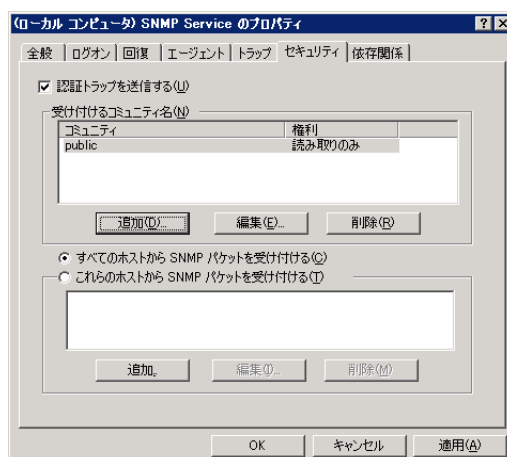 (ローカル コンピュータ) SNMP Service のプロパティ
全般 ログオン 回復 エージェント トラップ セキュリティ 依存関係
認証トラップを送信する(U)
受け付けるコミュニティ名(N)
コミュニティ 権利
public 読み取りのみ
追加(D)... 編集(E)... 削除(R)
すべてのホストから SNMP パケットを受け付ける(C)
これらのホストから SNMP パケットを受け付ける(T)
追加. 編集(I)... 削除(M)
OK キャンセル 適用(A)